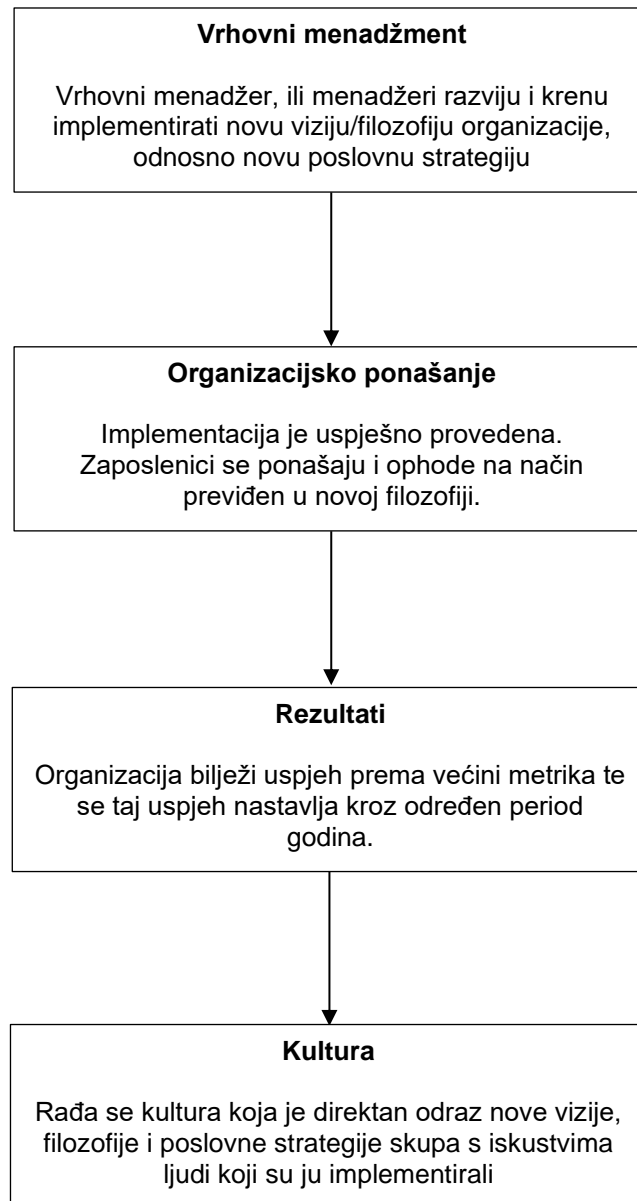 Vrhovni menadžment
Vrhovni menadžer, ili menadžeri razviju i krenu
implementirati novu viziju/filozofiju organizacije,
odnosno novu poslovnu strategiju
Organizacijsko ponašanje
Implementacija je uspješno provedena.
Zaposlenici se ponašaju i ophode na način
previđen u novoj filozofiji.
Rezultati
Organizacija bilježi uspjeh prema većini metrika te
se taj uspjeh nastavlja kroz određen period
godina.
Kultura
Rađa se kultura koja je direktan odraz nove vizije,
filozofije i poslovne strategije skupa s iskustvima
ljudi koji su ju implementirali